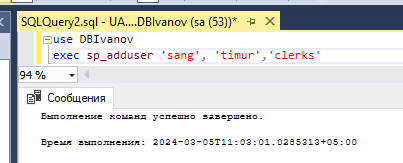 SQLQuery2.sql - UA....DBIvanov (sa (53))*
use DBIvanov
exec sp_adduser 'sang', 'timur','clerks'
94 %
Сообщения
Выполнение команд успешно завершено.
Время выполнения: 2024-03-05T11:03:01.0285313+05:00